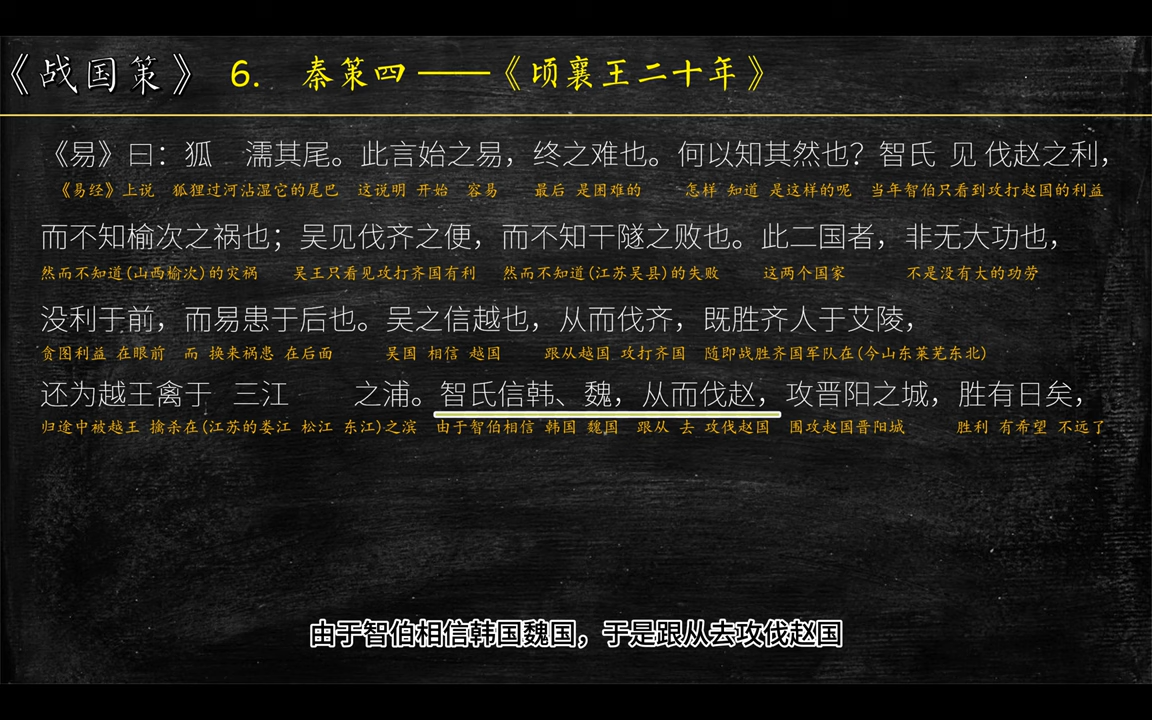 《战国策》 6. 秦策四 ——《顷襄王二十年》
《易》曰：狐 濡其尾。此言始之易，终之难也。何以知其然也？智氏 见 伐赵之利，
《易经》上说 狐狸过河沾湿它的尾巴 这说明 开始 容易 最后 是困难的 怎样 知道 是这样的呢 当年智伯只看到攻打赵国的利益
而不知榆次之祸也；吴见伐齐之便，而不知干隧之败也。此二国者，非无大功也，
然而不知道(山西榆次)的灾祸 吴王只看见攻打齐国有利 然而不知道(江苏吴县)的失败 这两个国家 不是没有大的功劳
没利于前，而易患于后也。吴之信越也，从而伐齐，既胜齐人于艾陵，
贪图利益 在眼前 而 换来祸患 在后面 吴国 相信 越国 跟从越国 攻打齐国 随即战胜齐国军队在(今山东莱芜东北)
还为越王禽于 三江 之浦。智氏信韩、魏，从而伐赵，攻晋阳之城，胜有日矣，
归途中被越王 擒杀在(江苏的娄江 松江 东江)之滨 由于智伯相信 韩国 魏国 跟从 去 攻伐赵国 围攻赵国晋阳城 胜利 有希望 不远了
由于智伯相信韩国魏国，于是跟从去攻伐赵国